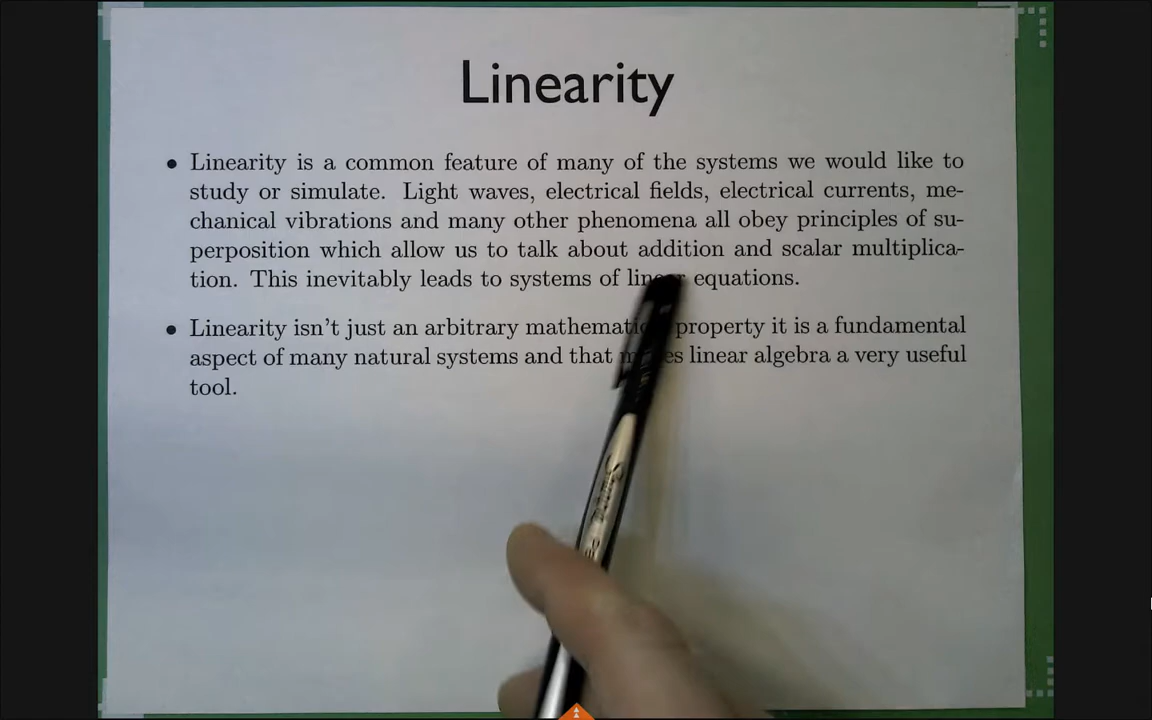 Linearity
• Linearity is a common feature of many of the systems we would like to
study or simulate. Light waves, electrical fields, electrical currents, me-
chanical vibrations and many other phenomena all obey principles of su-
perposition which allow us to talk about addition and scalar multiplica-
tion. This inevitably leads to systems of linear equations.
• Linearity isn't just an arbitrary mathematical property it is a fundamental
aspect of many natural systems and that makes linear algebra a very useful
tool.